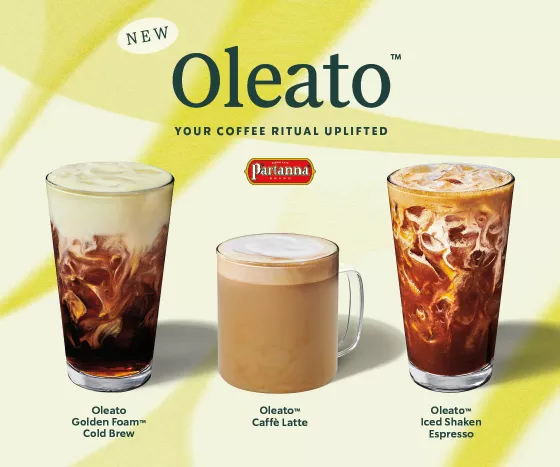 NEW
Oleato™
YOUR COFFEE RITUAL UPLIFTED
Partanna
Oleato
Golden Foam™
Cold Brew
Oleato™
Caffè Latte
Oleato™
Iced Shaken
Espresso